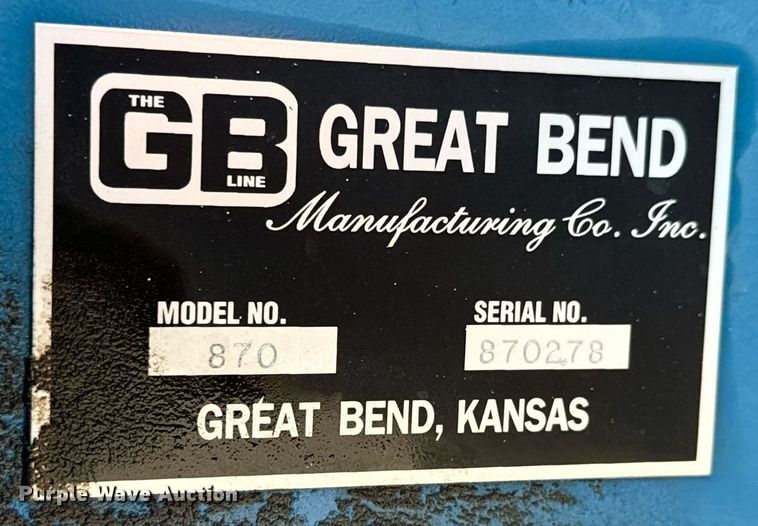 THE
GB
LINE
GREAT BEND
Manufacturing Co. Inc.
MODEL NO. SERIAL NO.
870 870278
GREAT BEND, KANSAS
Purple Wave Auction